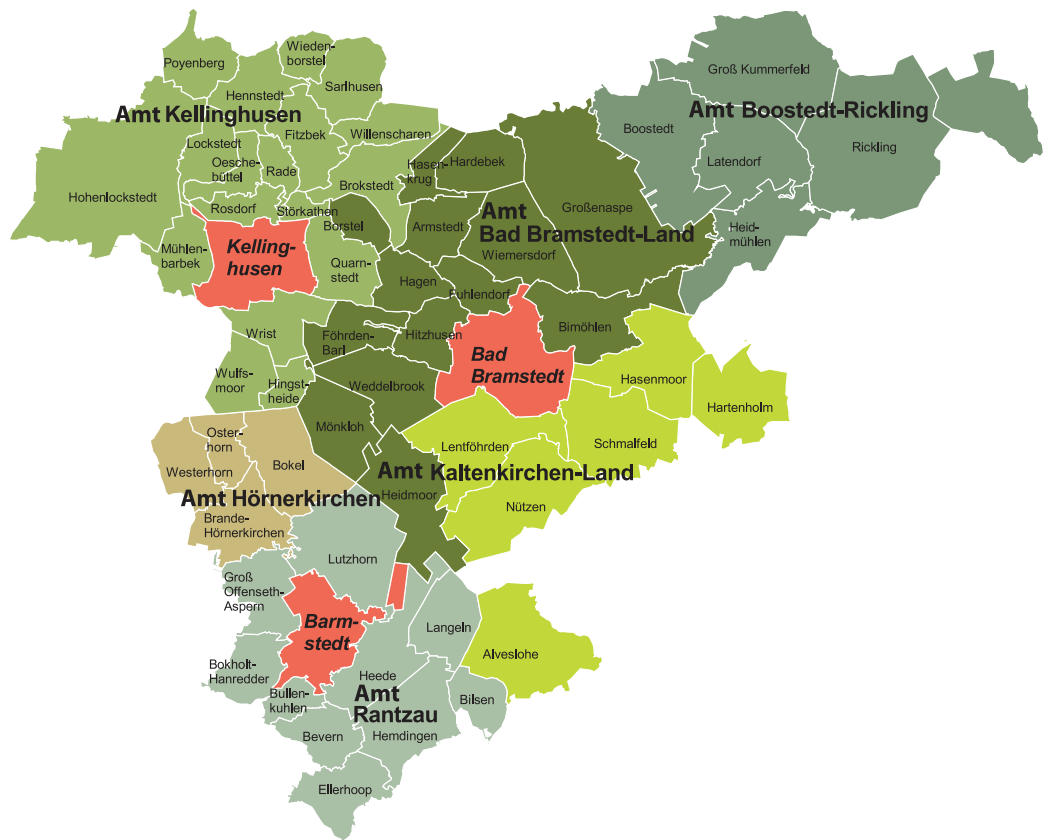 Wieden-
borstel
Poyenberg
Groß Kummerfeld
Sarlhusen
Hennstedt
Amt Kellinghusen
Amt Boostedt-Rickling
Boostedt
Fitzbek
Willenscharen
Lockstedt
Rickling
Oesche-
büttel
Rade
Hasen-
krug
Hardebek
Latendorf
Brokstedt
Hohenlockstedt
Rosdorf
Störkathen
Großenaspe
Borstel
Armstedt
Amt
Bad Bramstedt-Land
Heid-
mühlen
Wiemersdorf
Mühlen-
barbek
Kelling-
husen
Quarn-
stedt
Hagen
Fuhlendorf
Bimöhlen
Wrist
Föhrden-
Barl
Hitzhusen
Bad
Bramstedt
Wulfs-
moor
Hingst-
heide
Weddelbrook
Hasenmoor
Hartenholm
Mönkloh
Oster-
horn
Lentföhrden
Schmalfeld
Westerhorn
Bokel
Amt Kaltenkirchen-Land
Amt Hörnerkirchen
Heidmoor
Nützen
Brande-
Hörnerkirchen
Lutzhorn
Groß
Offenseth-
Aspern
Barm-
stedt
Langeln
Alveslohe
Bokholt-
Hanredder
Heede
Bullen-
kuhlen
Amt
Rantzau
Bilsen
Bevern
Hemdingen
Ellerhoop